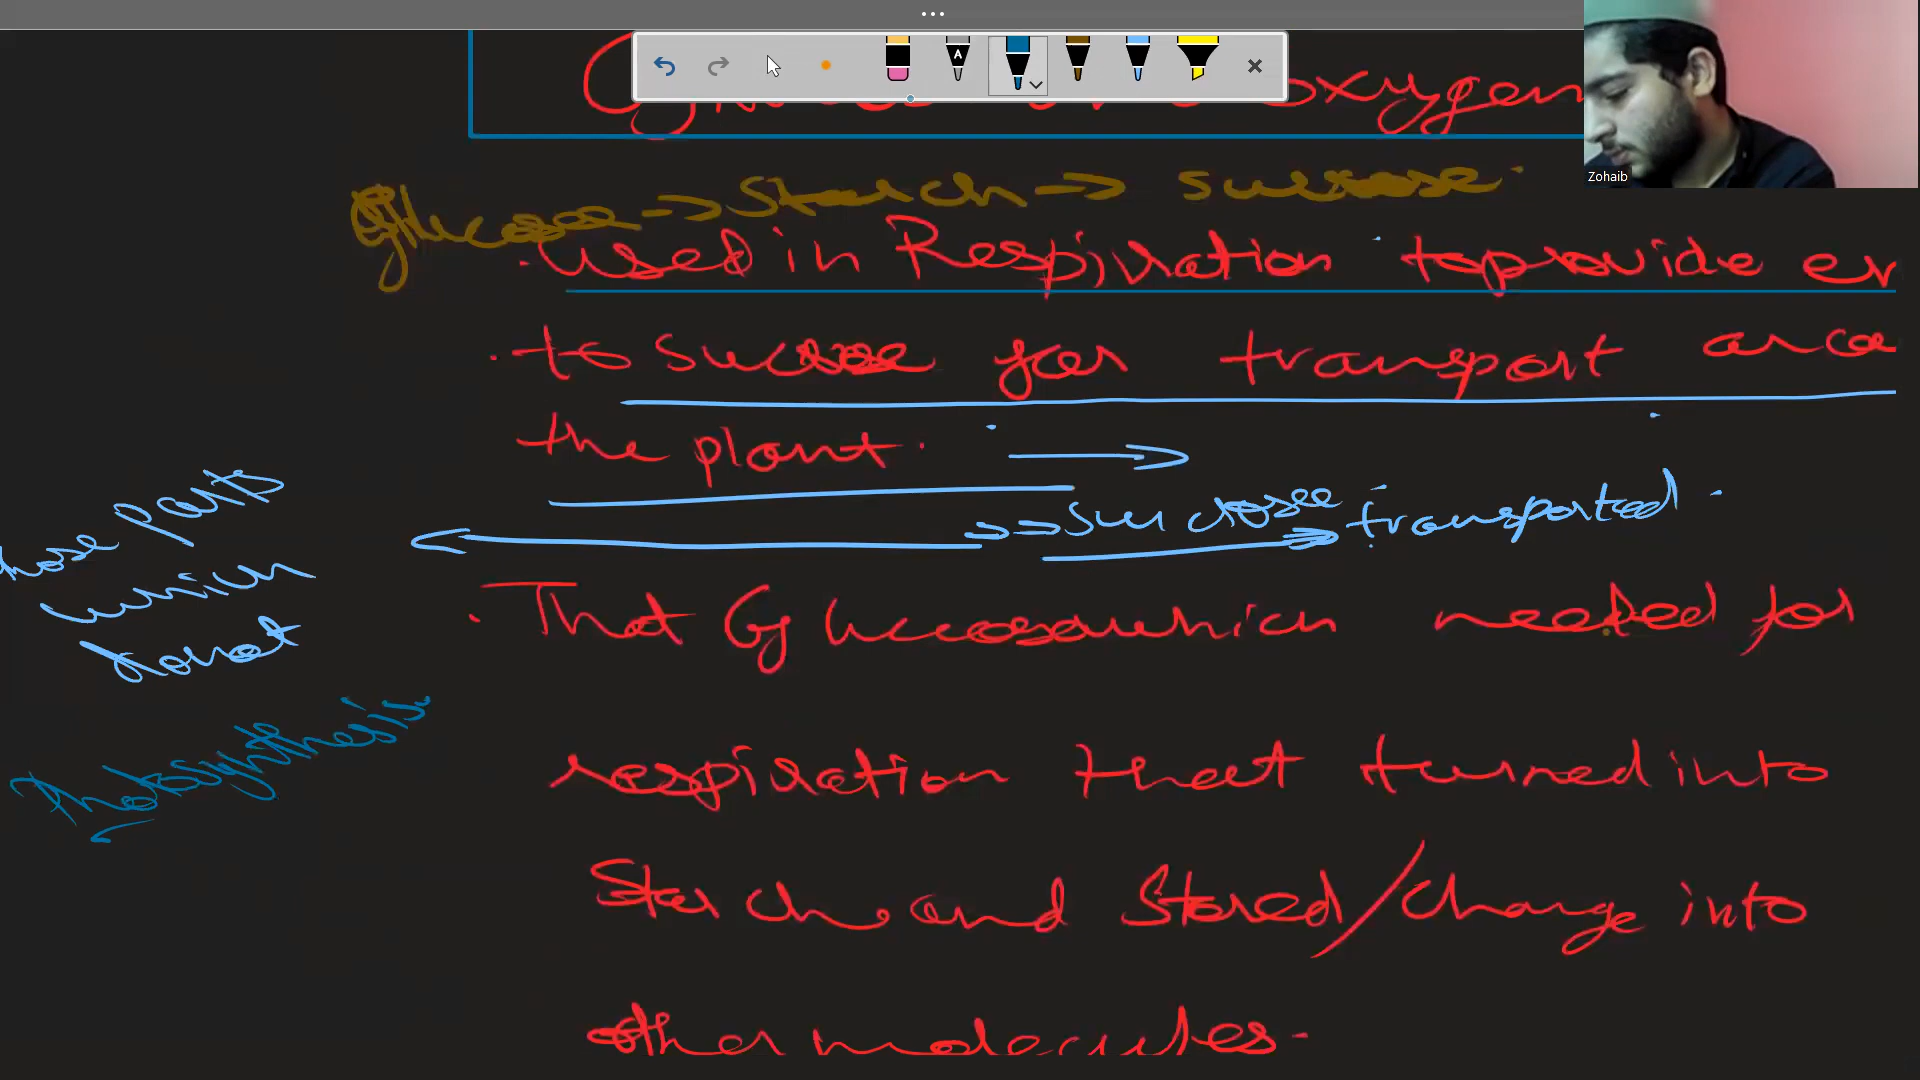 oxygen
Zohaib
Glucose -> Starch -> Sucrose.
. used in Respiration to provide en
. to sucrose for transport aroa
the plant.
Sucrose transported.
those parts
which
donot
Photosynthesis
. That Glucose which needed for
respiration that turned into
Starch and Stored/change into
other molecules.